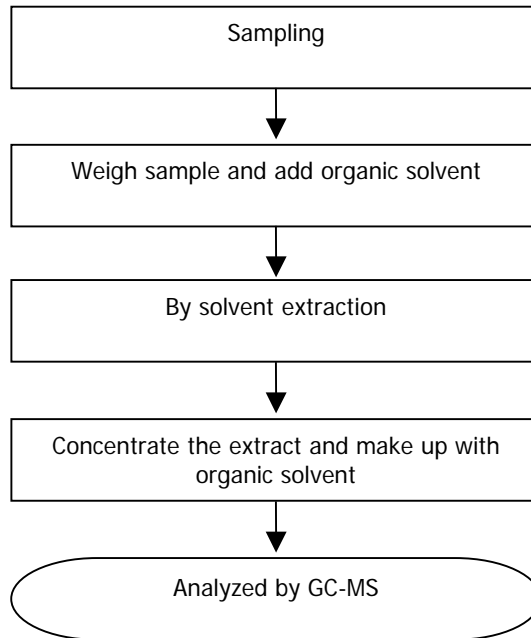 Sampling
Weigh sample and add organic solvent
By solvent extraction
Concentrate the extract and make up with
organic solvent
Analyzed by GC-MS